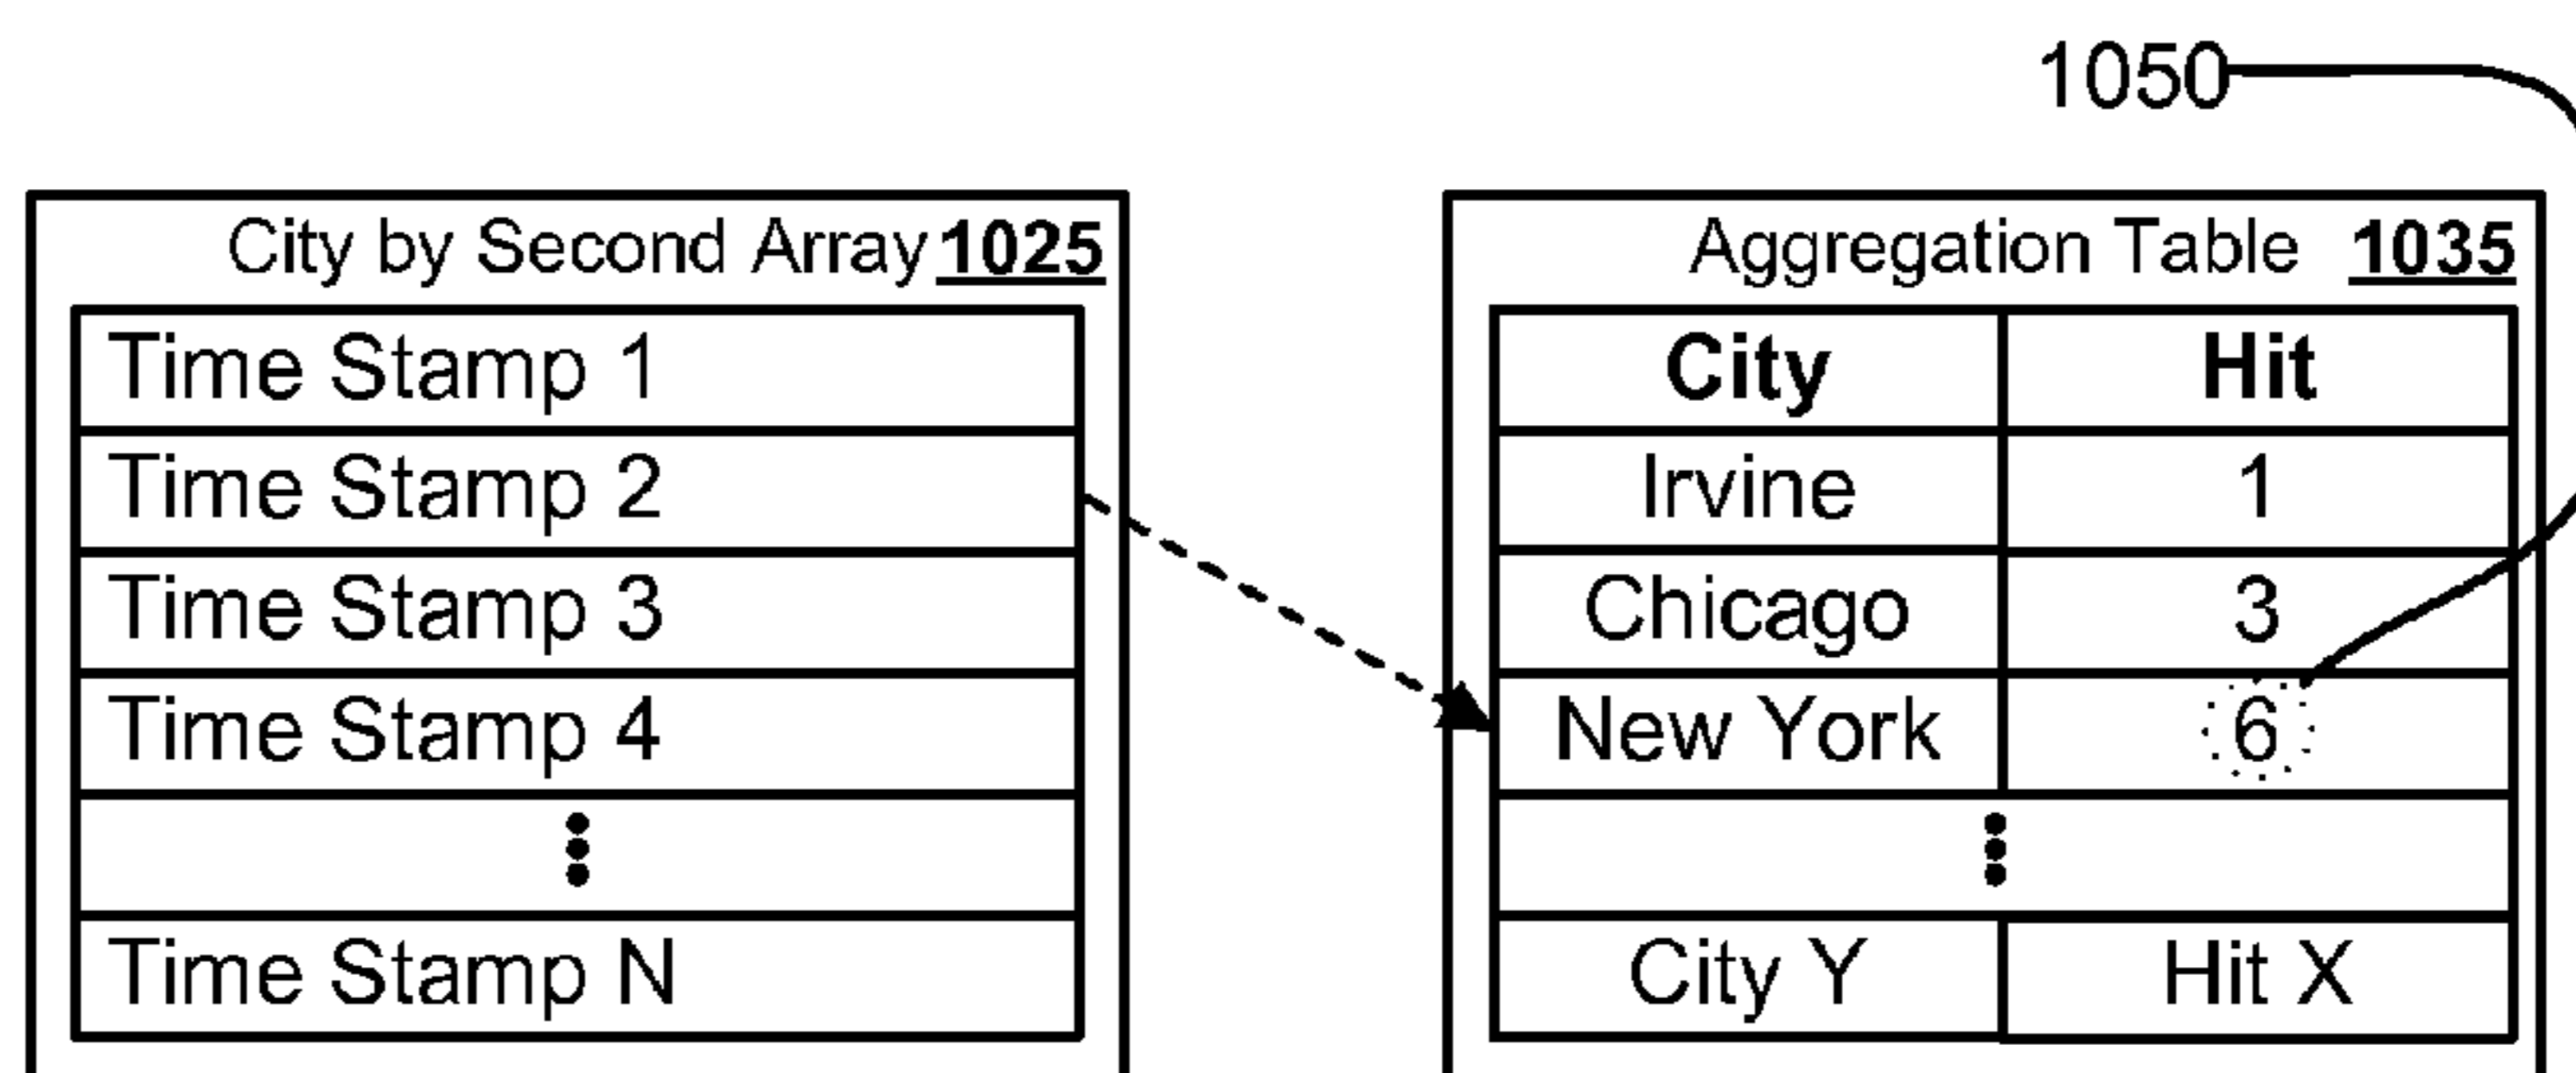 1050
City by Second Array 1025
Time Stamp 1
Time Stamp 2
Time Stamp 3
Time Stamp 4
Time Stamp N
Aggregation Table 1035
City Hit
Irvine 1
Chicago 3
New York 6
City Y Hit X